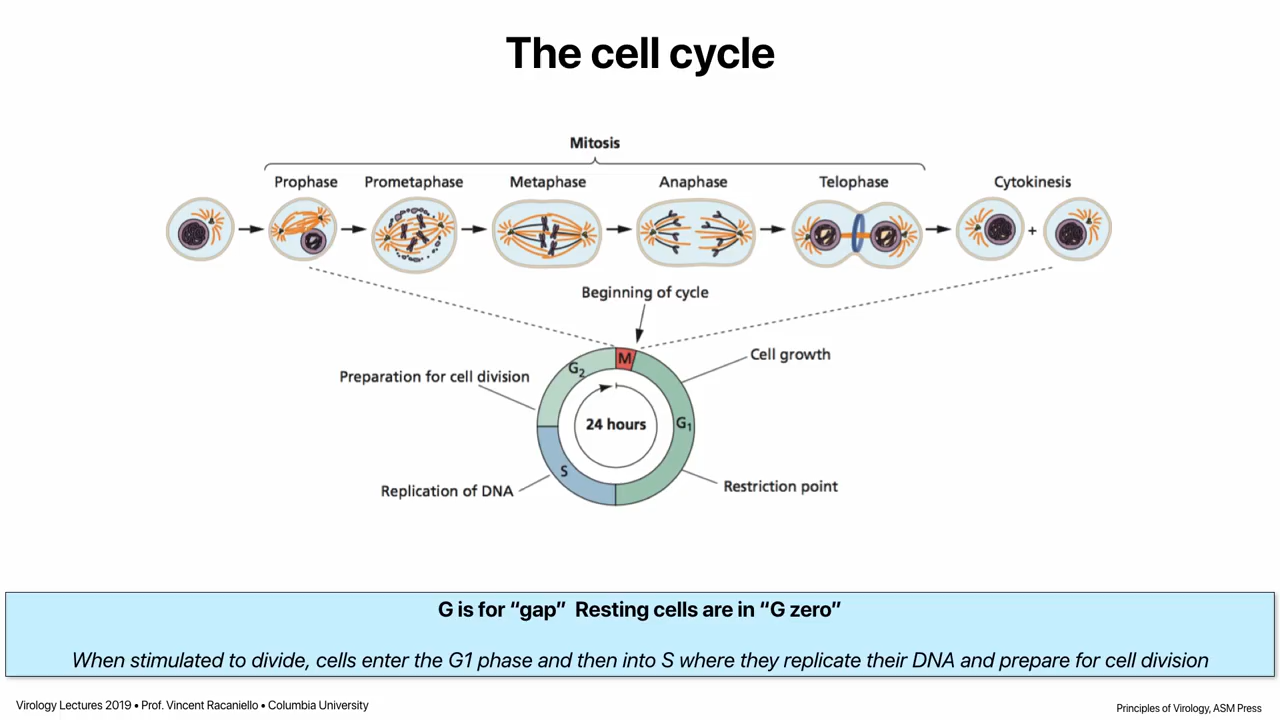 The cell cycle
Mitosis
Prophase
Prometaphase
Metaphase
Anaphase
Telophase
Cytokinesis
+
Beginning of cycle
M
G₂
Cell growth
Preparation for cell division
24 hours
G₁
S
Replication of DNA
Restriction point
G is for “gap” Resting cells are in “G zero”
When stimulated to divide, cells enter the G1 phase and then into S where they replicate their DNA and prepare for cell division
Virology Lectures 2019 • Prof. Vincent Racaniello • Columbia University
Principles of Virology, ASM Press